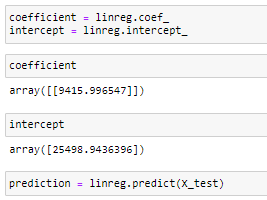 coefficient = linreg.coef_
intercept = linreg.intercept_
coefficient
array([[9415.996547]])
intercept
array([25498.9436396])
prediction = linreg.predict(X_test)